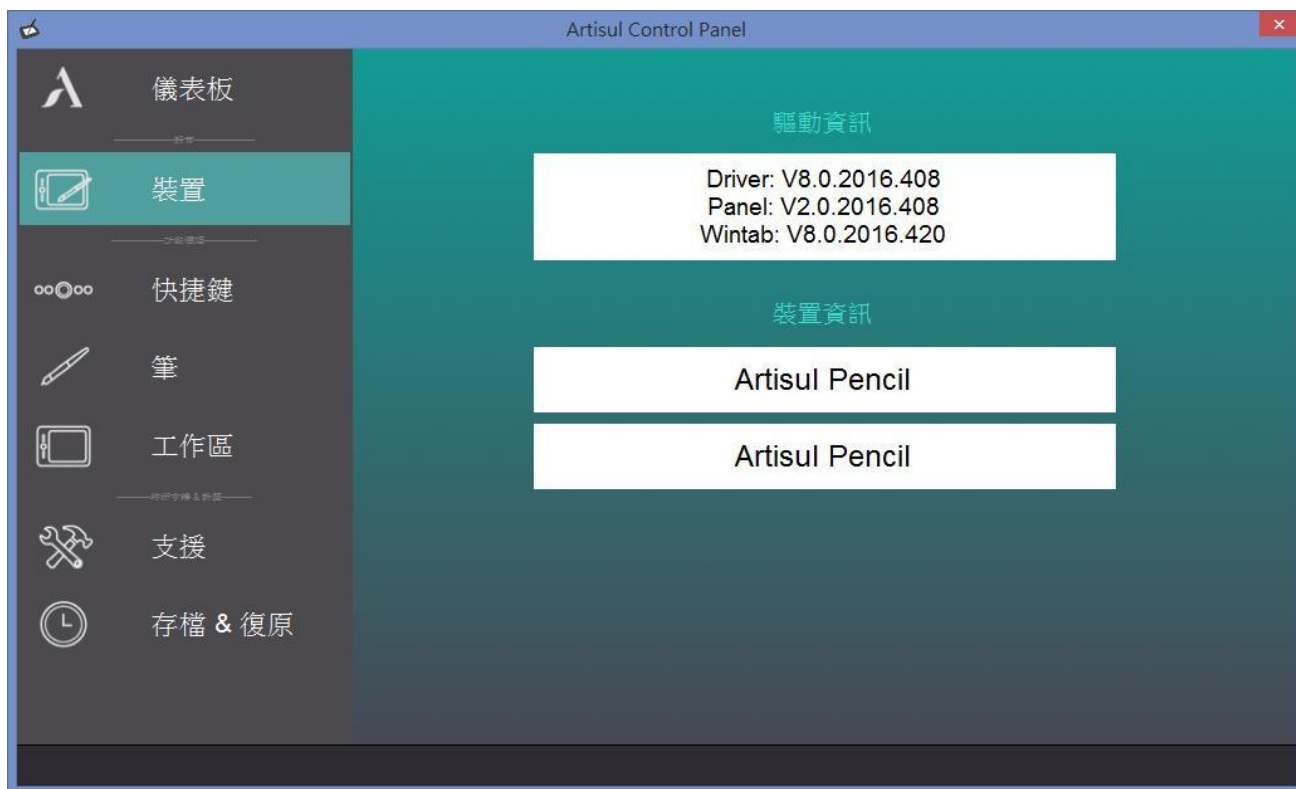 Artisul Control Panel
儀表板
裝置
快捷鍵
筆
工作區
支援
存檔 & 復原
驅動資訊
Driver: V8.0.2016.408
Panel: V2.0.2016.408
Wintab: V8.0.2016.420
裝置資訊
Artisul Pencil
Artisul Pencil